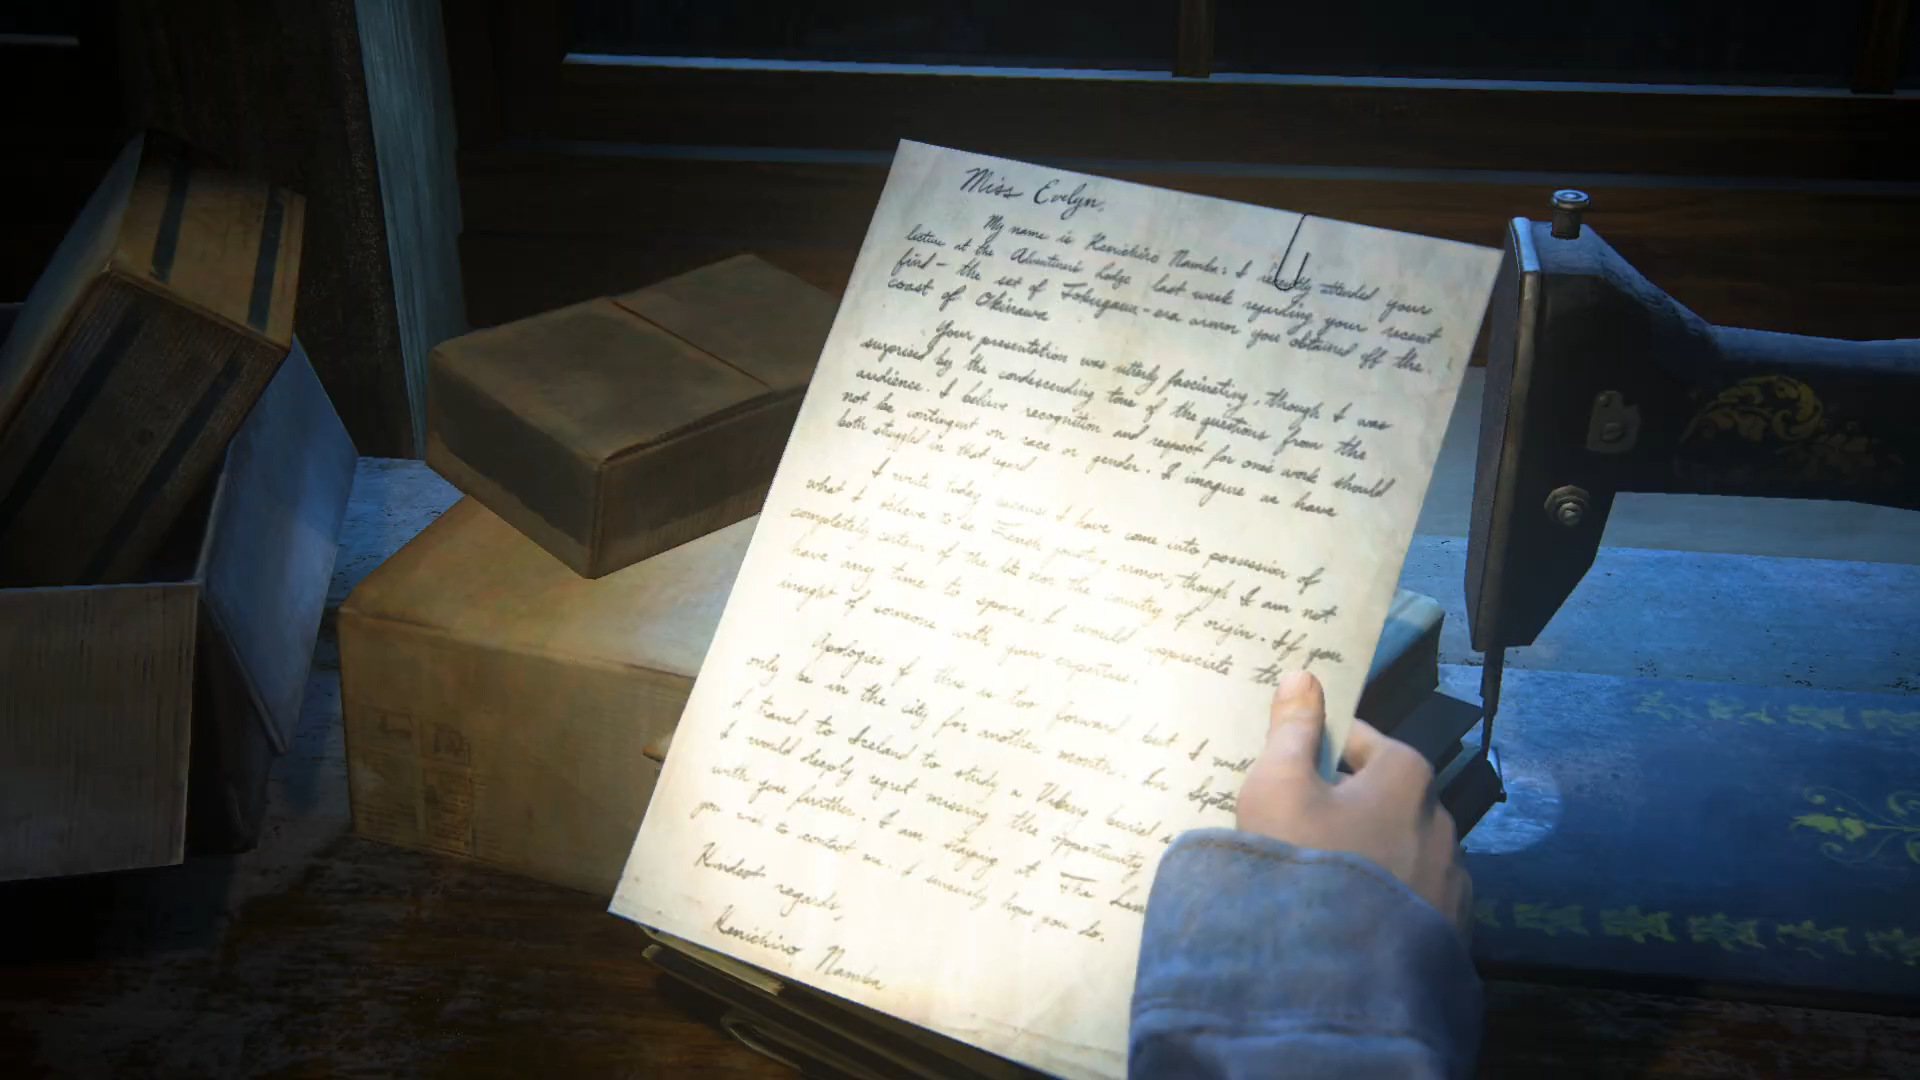 Miss Evelyn,
My name is Kenichiro Namba. I recently attended your
lecture at the Adventurer's Lodge last week regarding your recent
find - the set of Tokugawa-era armor you obtained off the
coast of Okinawa.
Your presentation was utterly fascinating, though I was
surprised by the condescending tone of the questions from the
audience. I believe recognition and respect for one's work should
not be contingent on race or gender. I imagine we have
both struggled in that regard.
I write today because I have come into possession of
what I believe to be French jousting armor, though I am not
completely certain of the date nor the country of origin. If you
have any time to spare, I would appreciate th
insight of someone with your expertise.
Apologies if this is too forward, but I will
only be in the city for another month. In Septe
I travel to Iceland to study a Viking burial
I would deeply regret missing the opportunity
with you further. I am staying at The
you wish to contact me. I sincerely hope you do.
Kindest regards,
Kenichiro Namba